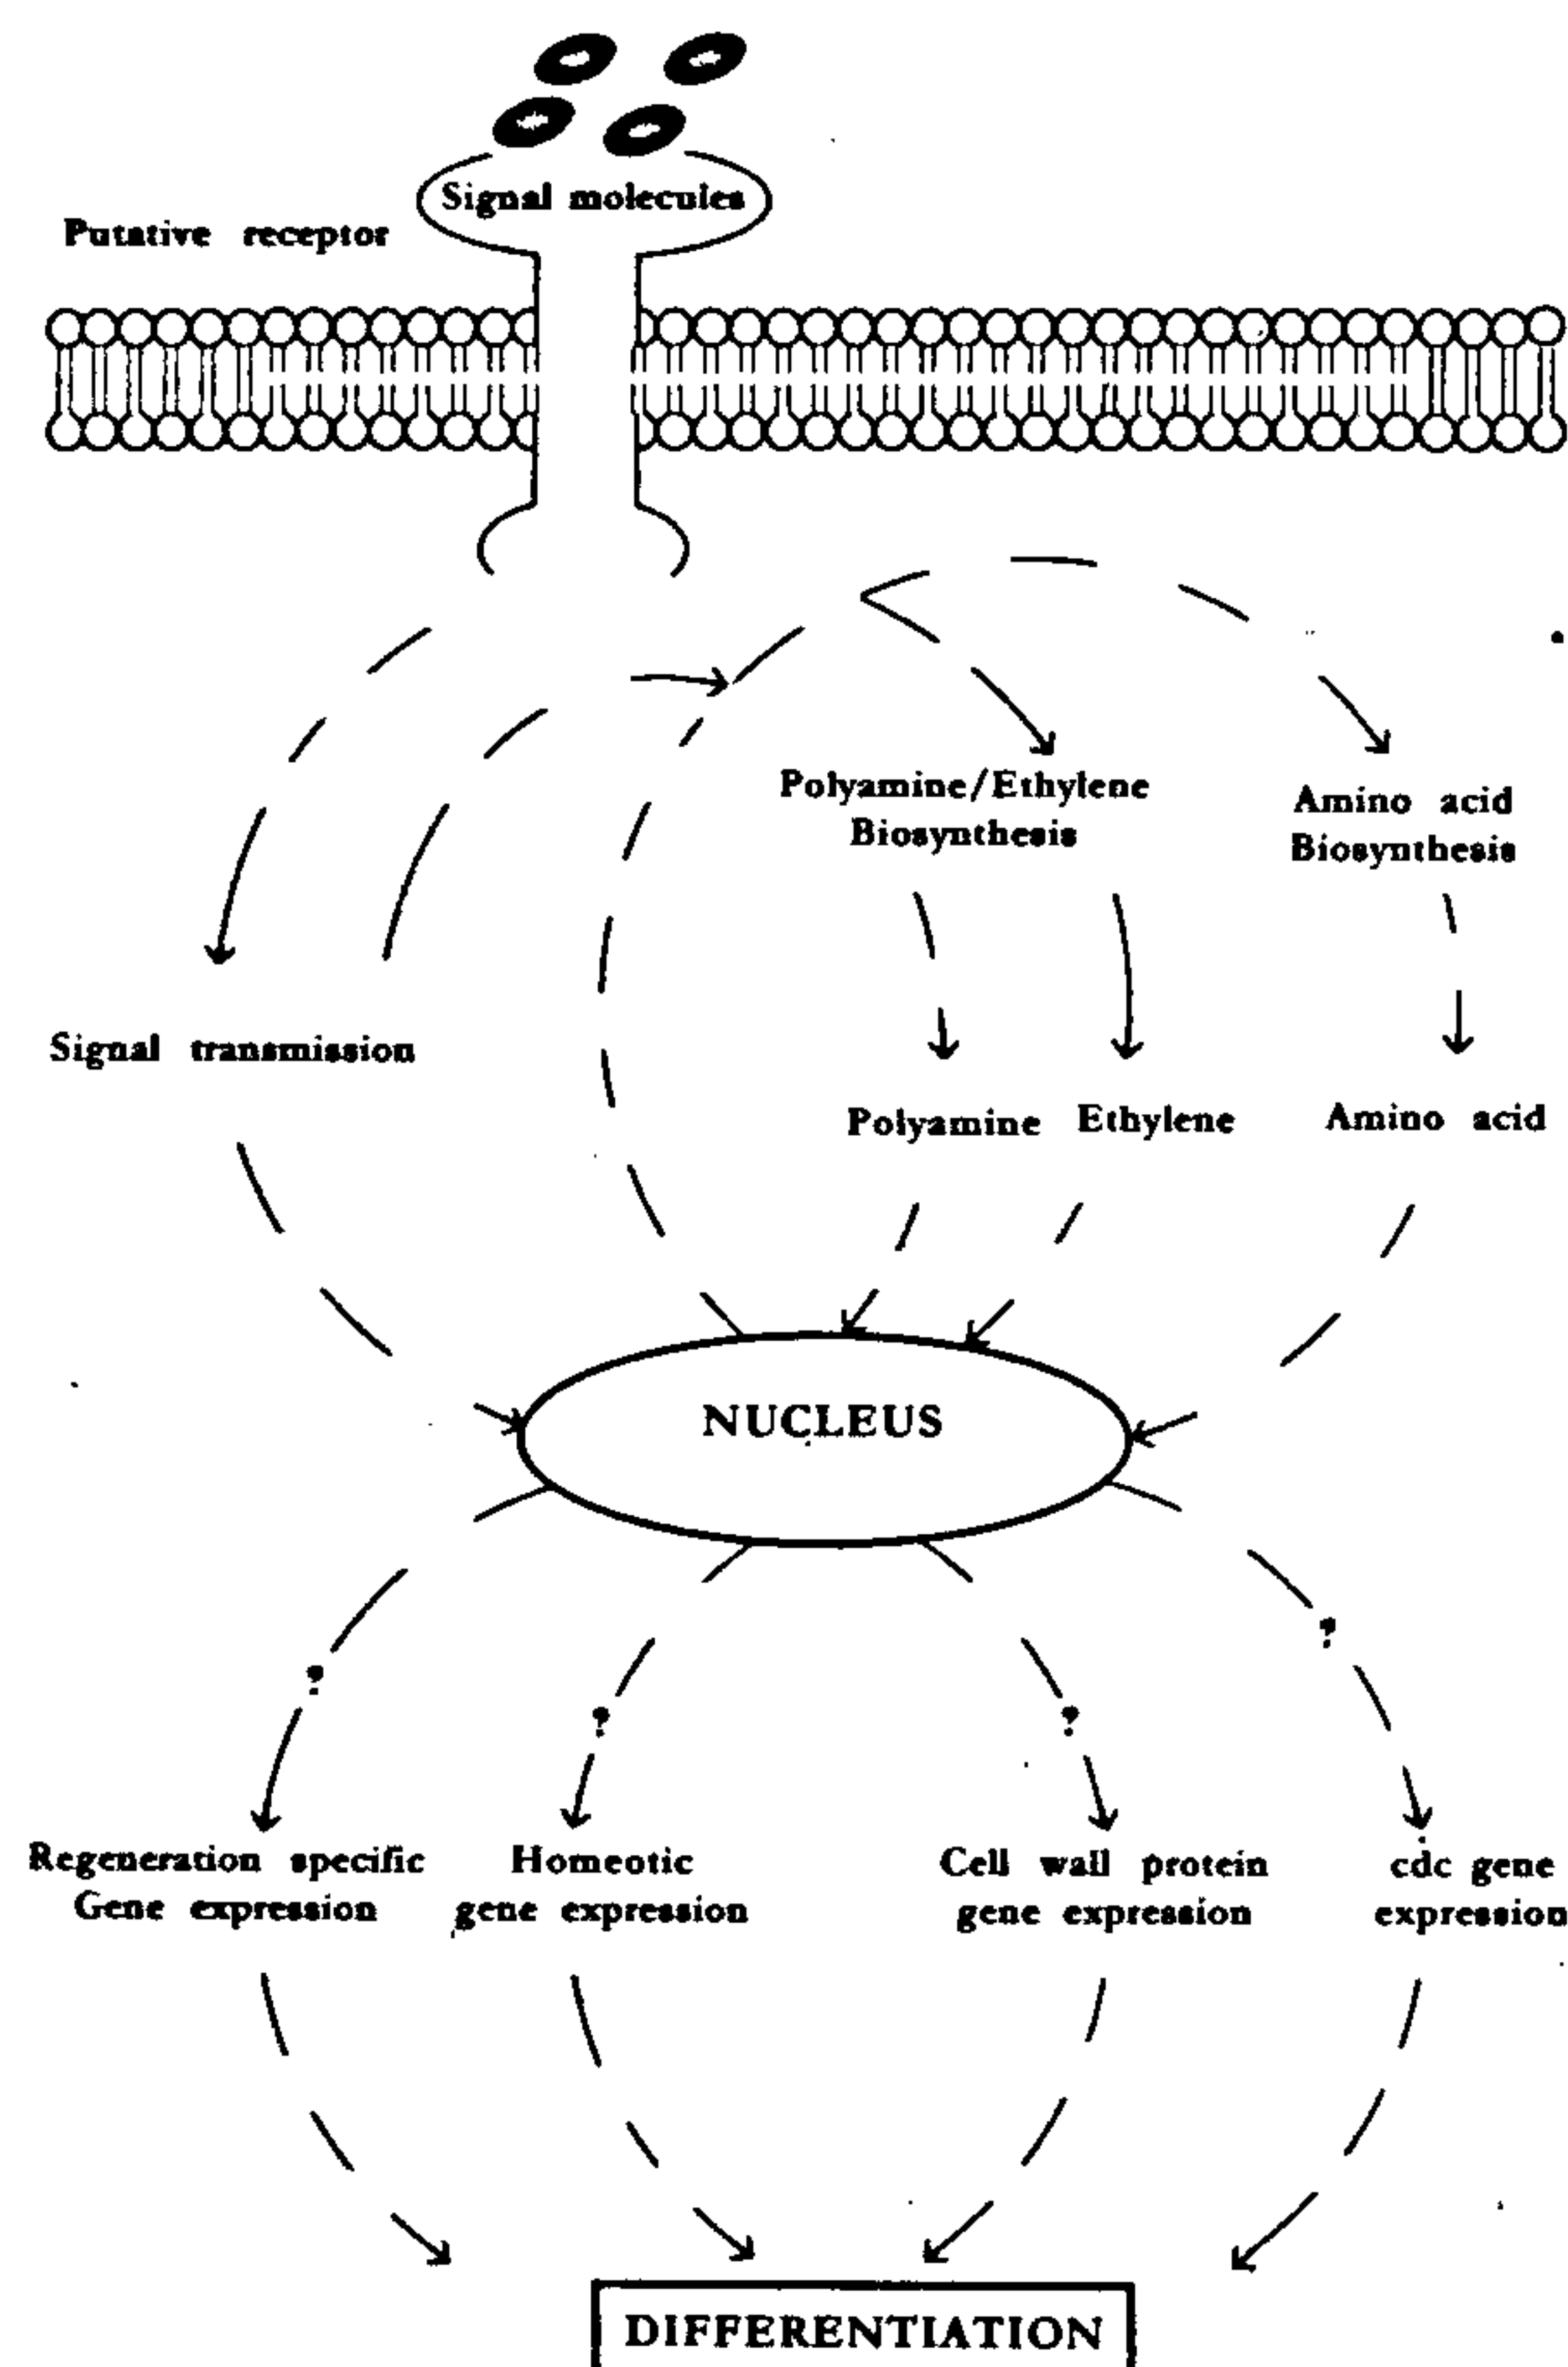 Signal molecules
Putative receptor
Polyamine/Ethylene
Biosynthesis
Amino acid
Biosynthesis
Signal transmission
Polyamine
Ethylene
Amino acid
NUCLEUS
?
?
?
?
Regeneration specific
Gene expression
Homeotic
gene expression
Cell wall protein
gene expression
cdc gene
expression
DIFFERENTIATION